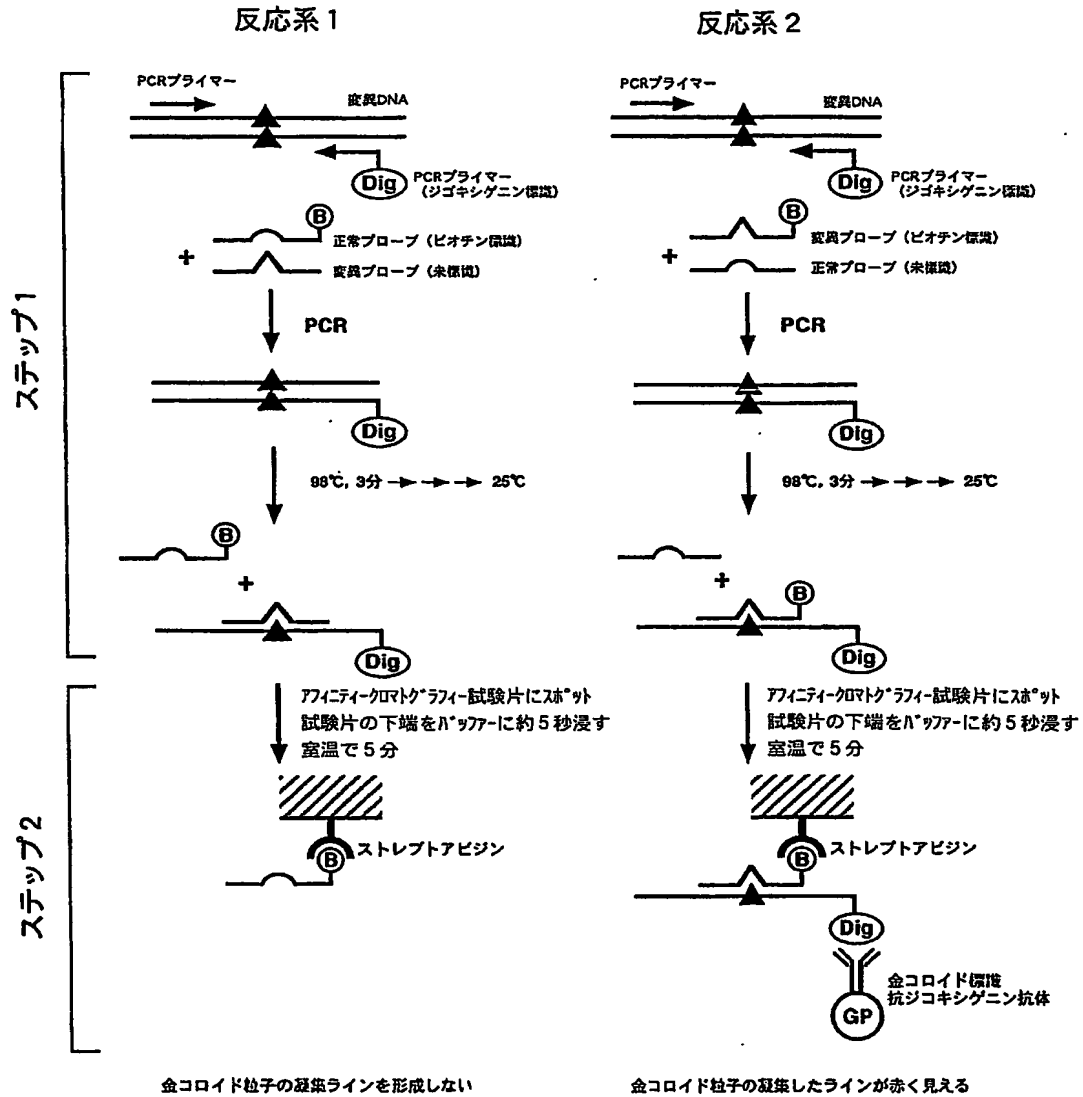 反応系1
反応系2
ステップ1
PCRプライマー
変異DNA
Dig
PCRプライマー
(ジゴキシゲニン標識)
B
正常プローブ (ビオチン標識)
+
変異プローブ (未標識)
PCR
Dig
98℃, 3分
25℃
B
+
Dig
PCRプライマー
変異DNA
Dig
PCRプライマー
(ジゴキシゲニン標識)
B
変異プローブ (ビオチン標識)
+
正常プローブ (未標識)
PCR
Dig
98℃, 3分
25℃
+
B
Dig
ステップ2
アフィニティークロマトグラフィー試験片にスポット
試験片の下端をバッファーに約5秒浸す
室温で5分
ストレプトアビジン
B
金コロイド粒子の凝集ラインを形成しない
アフィニティークロマトグラフィー試験片にスポット
試験片の下端をバッファーに約5秒浸す
室温で5分
ストレプトアビジン
B
Dig
金コロイド標識
抗ジコキシゲニン抗体
GP
金コロイド粒子の凝集したラインが赤く見える